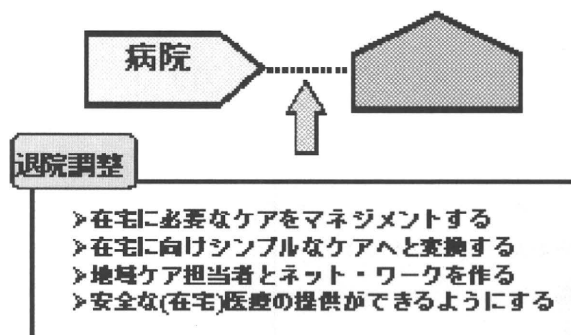 病院
退院調整
➢在宅に必要なケアをマネジメントする
➢在宅に向けシンプルなケアへと変換する
➢地域ケア担当者とネット・ワークを作る
➢安全な(在宅)医療の提供ができるようにする